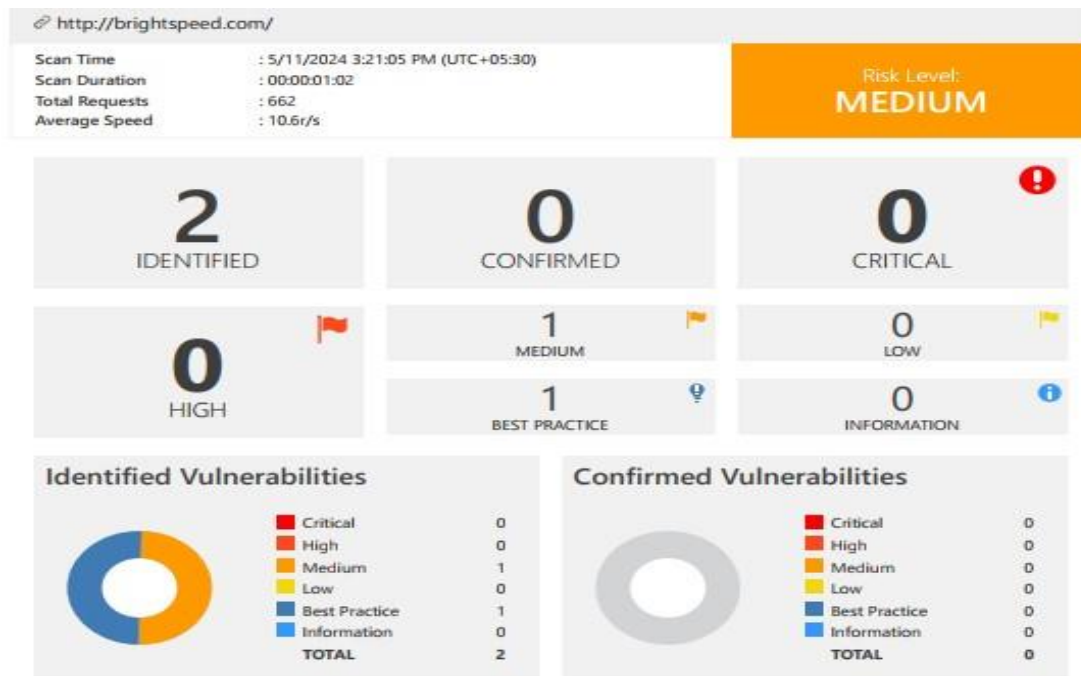 http://brightspeed.com/
Scan Time : 5/11/2024 3:21:05 PM (UTC+05:30)
Scan Duration : 00:00:01:02
Total Requests : 662
Average Speed : 10.6r/s
Risk Level:
MEDIUM
2
IDENTIFIED
0
CONFIRMED
0
CRITICAL
0
HIGH
1
MEDIUM
0
LOW
1
BEST PRACTICE
0
INFORMATION
Identified Vulnerabilities
Critical 0
High 0
Medium 1
Low 0
Best Practice 1
Information 0
TOTAL 2
Confirmed Vulnerabilities
Critical 0
High 0
Medium 0
Low 0
Best Practice 0
Information 0
TOTAL 0